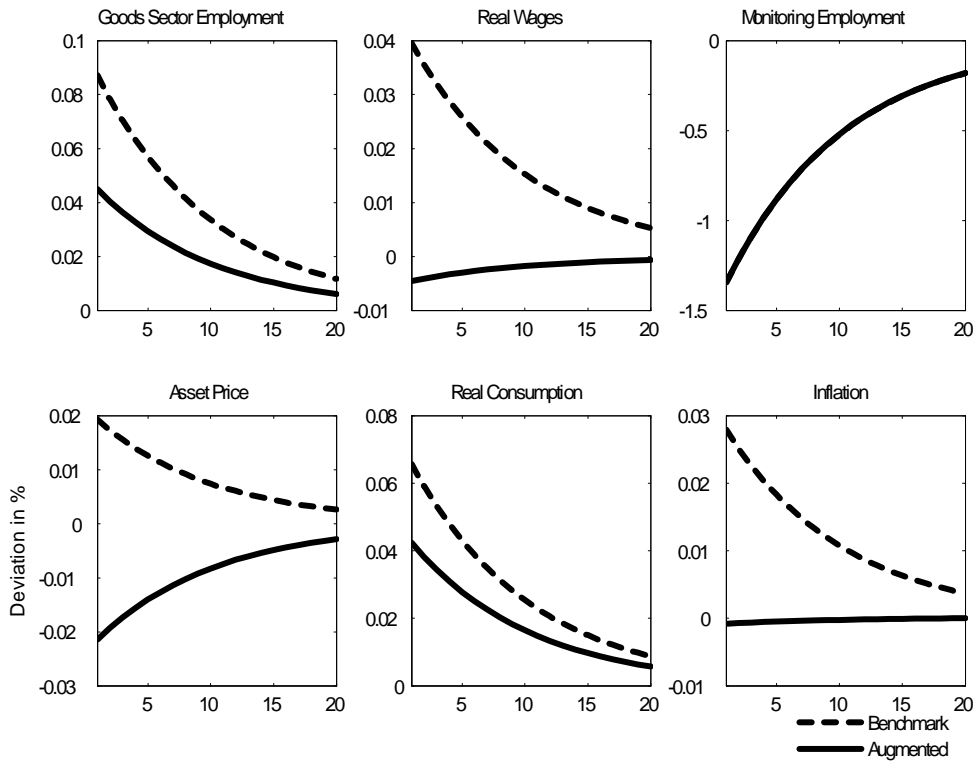 Goods Sector Employment
Real Wages
Monitoring Employment
0.1
0.08
0.06
0.04
0.02
0
5 10 15 20
0.04
0.03
0.02
0.01
0
-0.01
5 10 15 20
0
-0.5
-1
-1.5
5 10 15 20
Asset Price
Real Consumption
Inflation
Deviation in %
0.02
0.01
0
-0.01
-0.02
-0.03
5 10 15 20
0.08
0.06
0.04
0.02
0
5 10 15 20
0.03
0.02
0.01
0
-0.01
5 10 15 20
Benchmark
Augmented